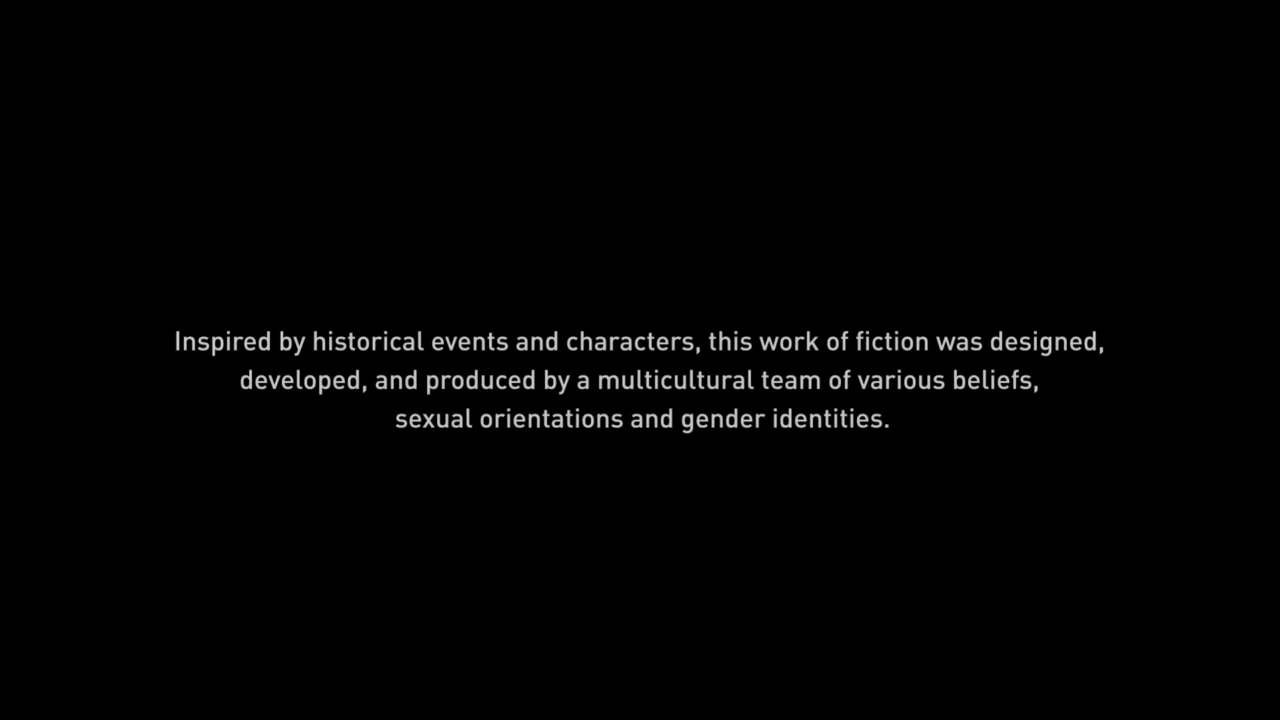 Inspired by historical events and characters, this work of fiction was designed,
developed, and produced by a multicultural team of various beliefs,
sexual orientations and gender identities.